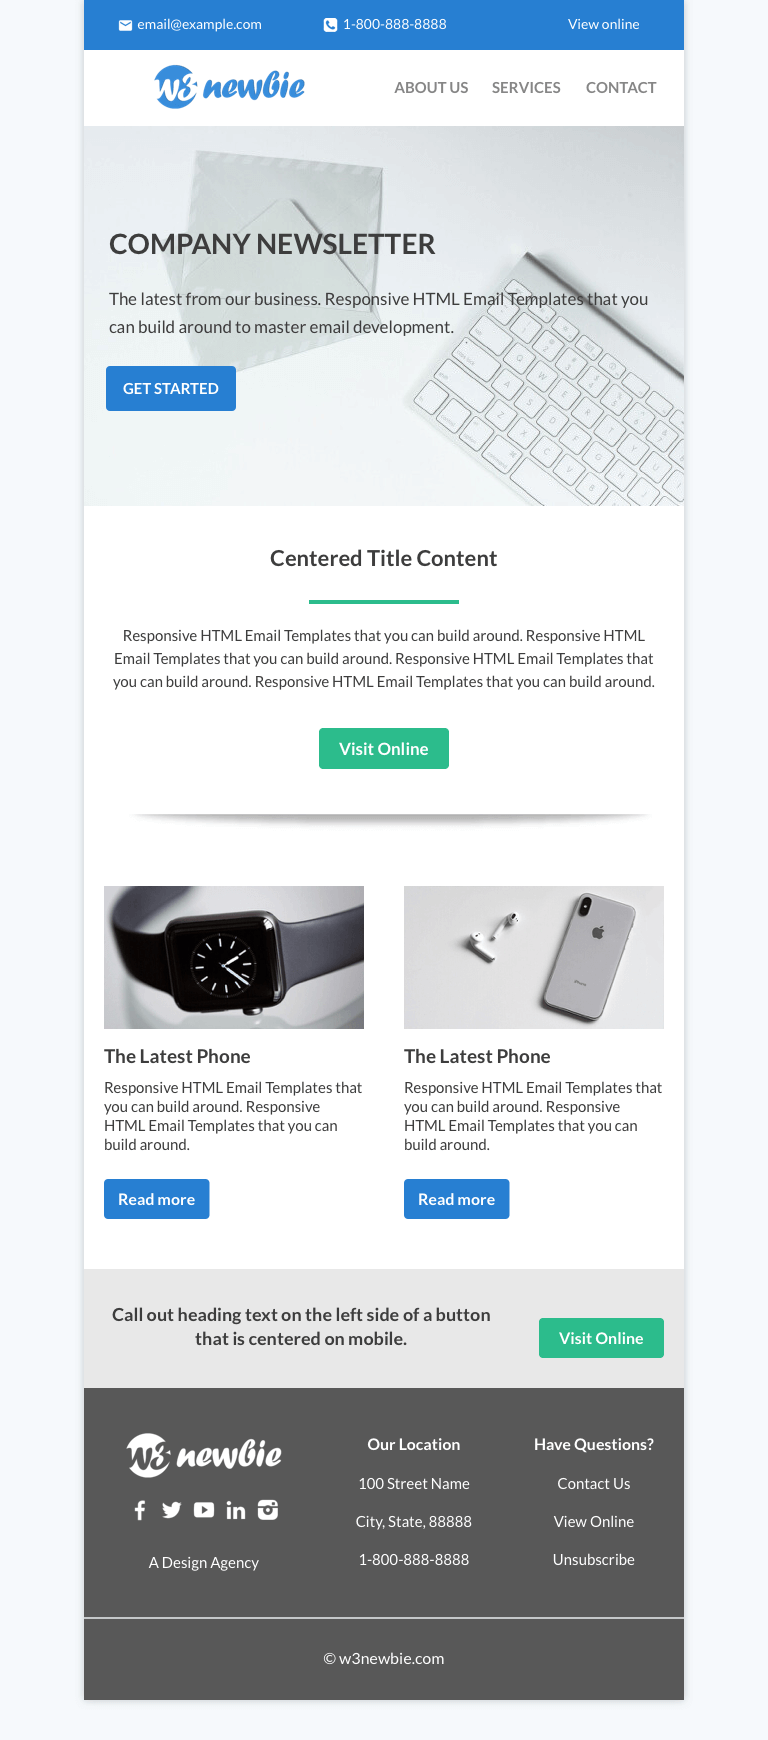 email@example.com 1-800-888-8888 View online
w3 newbie ABOUT US SERVICES CONTACT
COMPANY NEWSLETTER
The latest from our business. Responsive HTML Email Templates that you
can build around to master email development.
GET STARTED
Centered Title Content
Responsive HTML Email Templates that you can build around. Responsive HTML
Email Templates that you can build around. Responsive HTML Email Templates that
you can build around. Responsive HTML Email Templates that you can build around.
Visit Online
The Latest Phone
Responsive HTML Email Templates that
you can build around. Responsive
HTML Email Templates that you can
build around.
Read more
iPhone
The Latest Phone
Responsive HTML Email Templates that
you can build around. Responsive
HTML Email Templates that you can
build around.
Read more
Call out heading text on the left side of a button
that is centered on mobile.
Visit Online
w3 newbie
A Design Agency
Our Location
100 Street Name
City, State, 88888
1-800-888-8888
Have Questions?
Contact Us
View Online
Unsubscribe
© w3newbie.com